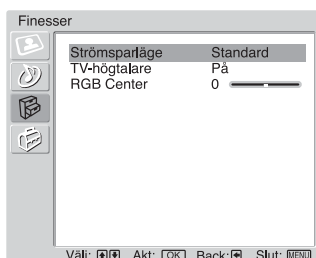 Finesser
Strömsparläge Standard
TV-högtalare På
RGB Center 0
Välj: Akt: OK Back: Slut: MENU